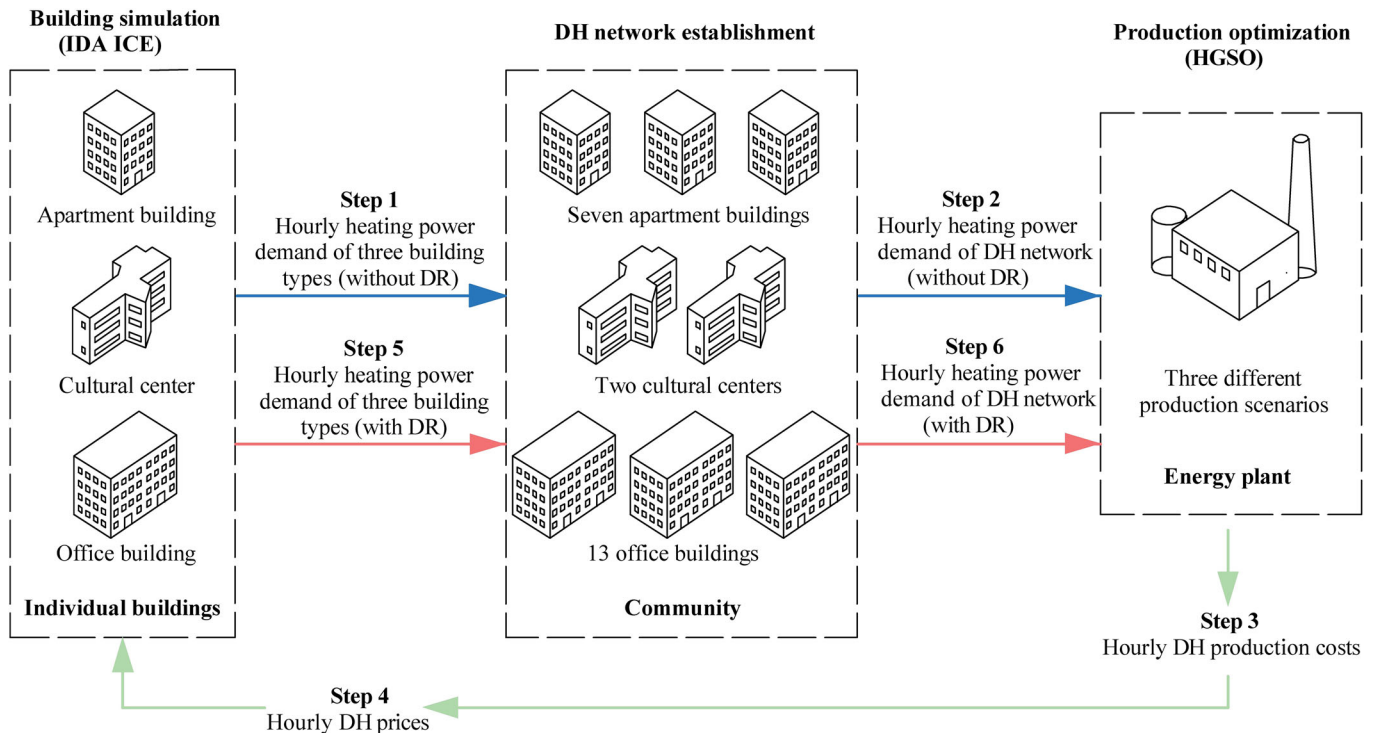 Building simulation
(IDA ICE)
Apartment building
Cultural center
Office building
Individual buildings
Step 1
Hourly heating power
demand of three building
types (without DR)
Step 5
Hourly heating power
demand of three building
types (with DR)
DH network establishment
Seven apartment buildings
Two cultural centers
13 office buildings
Community
Step 2
Hourly heating power
demand of DH network
(without DR)
Step 6
Hourly heating power
demand of DH network
(with DR)
Production optimization
(HGSO)
Three different
production scenarios
Energy plant
Step 3
Hourly DH production costs
Step 4
Hourly DH prices